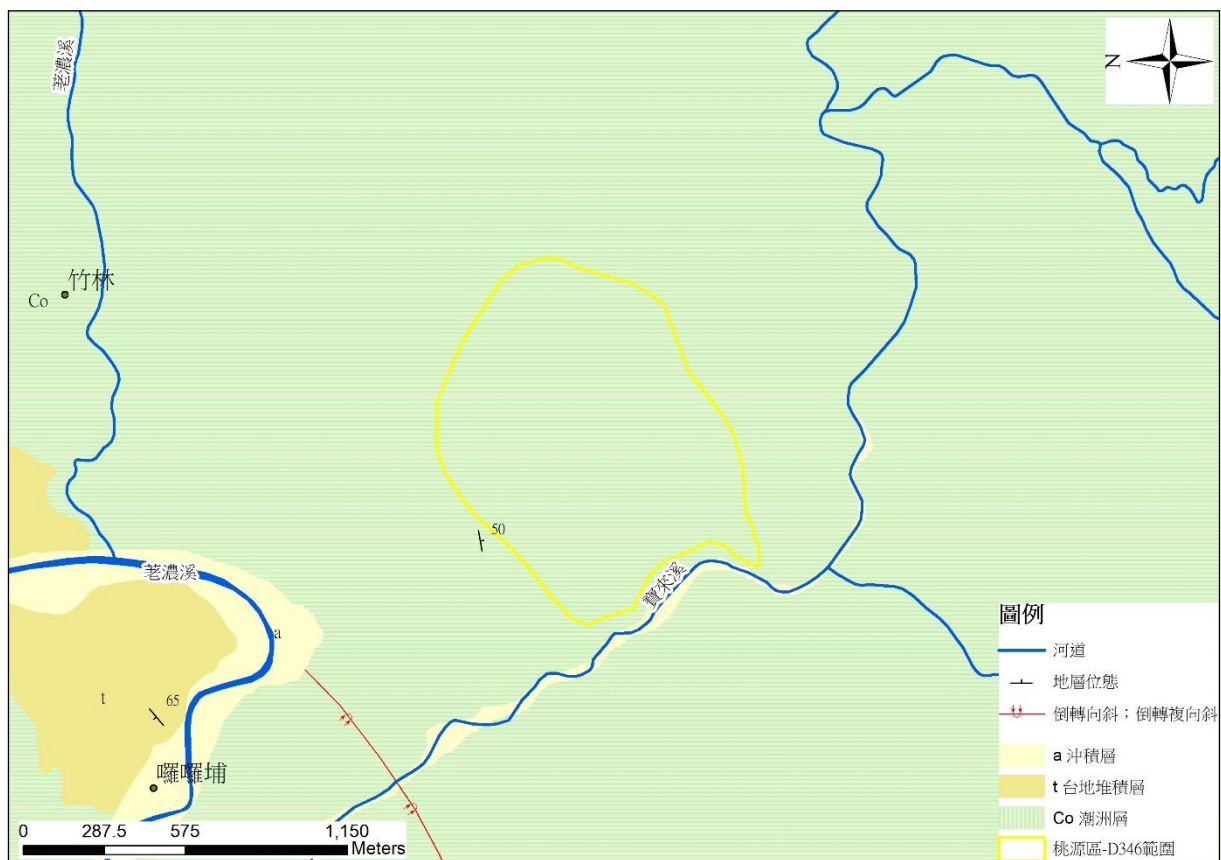 荖濃溪
N
竹林
Co
50
荖濃溪
寶來溪
a
t
65
囉囉埔
0 287.5 575 1,150
Meters
圖例
河道
地層位態
倒轉向斜；倒轉複向斜
a 沖積層
t 台地堆積層
Co 潮洲層
桃源區-D346範圍